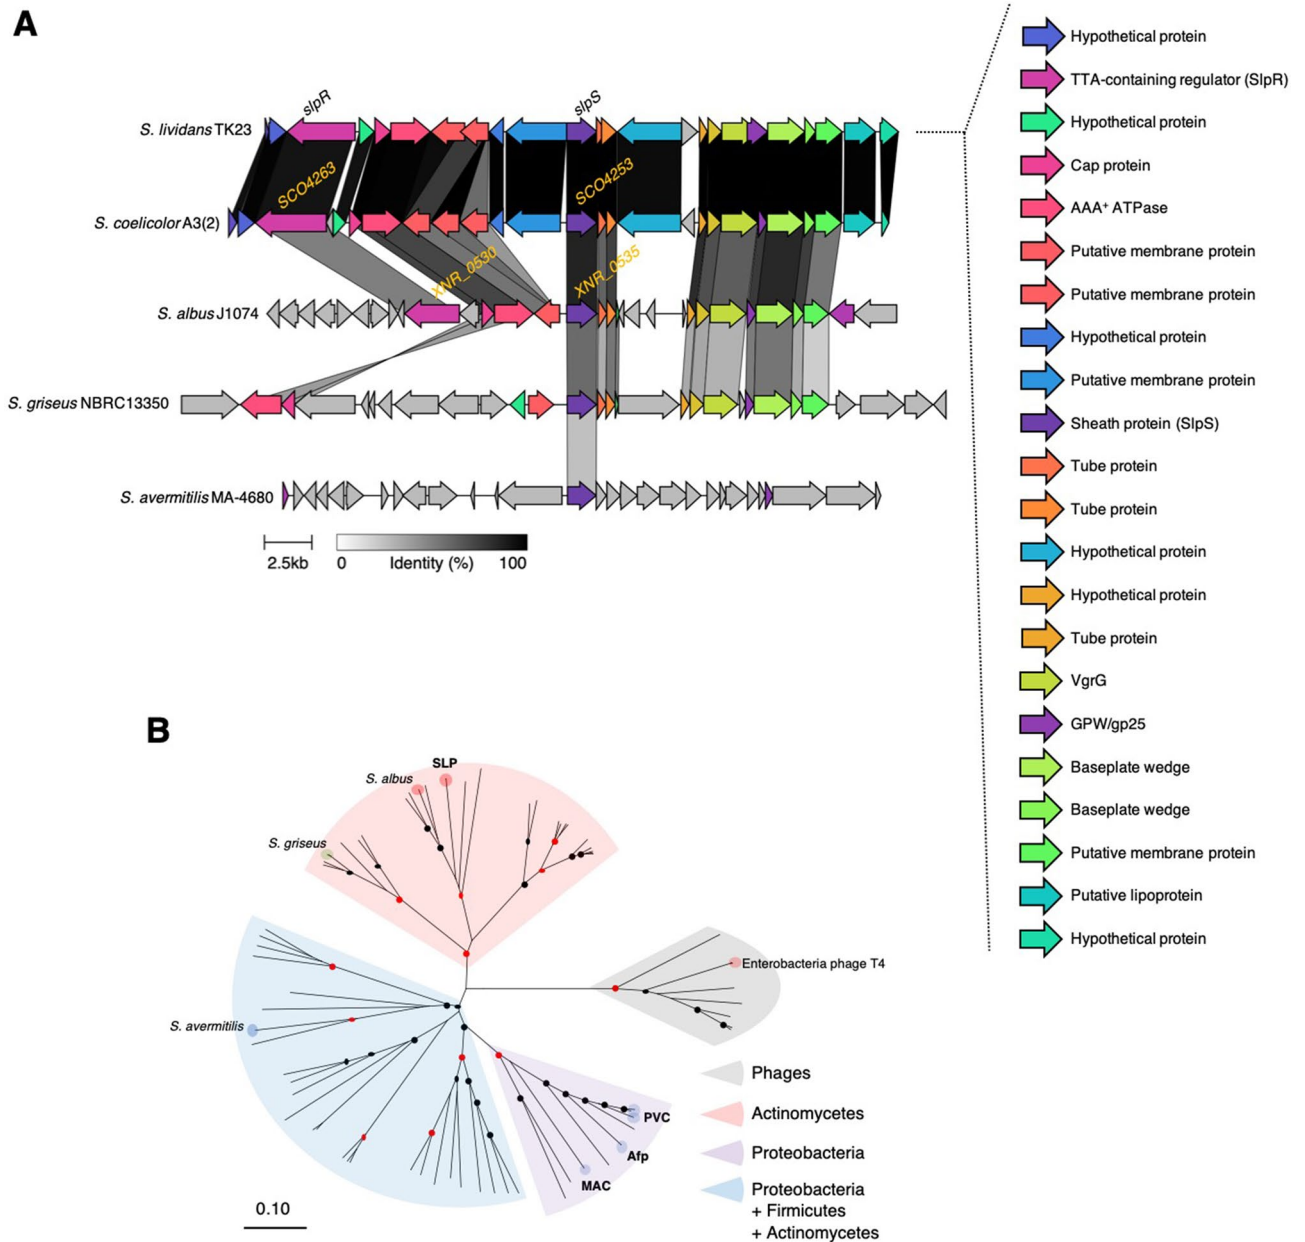 A
slpR
slpS
S. lividans TK23
SCO4263
SCO4253
S. coelicolor A3(2)
XNR_0530
XNR_0535
S. albus J1074
S. griseus NBRC13350
S. avermitilis MA-4680
2.5kb
0 Identity (%) 100
Hypothetical protein
TTA-containing regulator (SlpR)
Hypothetical protein
Cap protein
AAA⁺ ATPase
Putative membrane protein
Putative membrane protein
Hypothetical protein
Putative membrane protein
Sheath protein (SlpS)
Tube protein
Tube protein
Hypothetical protein
Hypothetical protein
Tube protein
VgrG
GPW/gp25
Baseplate wedge
Baseplate wedge
Putative membrane protein
Putative lipoprotein
Hypothetical protein
B
SLP
S. albus
S. griseus
Enterobacteria phage T4
S. avermitilis
PVC
Afp
MAC
Phages
Actinomycetes
Proteobacteria
Proteobacteria
+ Firmicutes
+ Actinomycetes
0.10